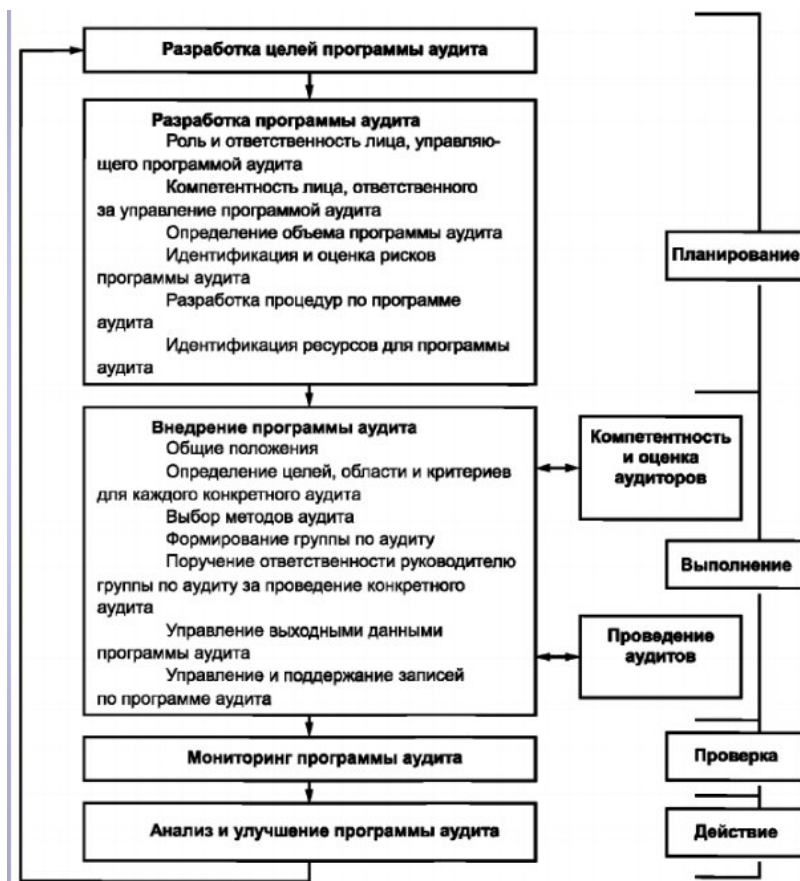 Разработка целей программы аудита
Разработка программы аудита
Роль и ответственность лица, управляю-
щего программой аудита
Компетентность лица, ответственного
за управление программой аудита
Определение объема программы аудита
Идентификация и оценка рисков
программы аудита
Разработка процедур по программе
аудита
Идентификация ресурсов для программы
аудита
Планирование
Внедрение программы аудита
Общие положения
Определение целей, области и критериев
для каждого конкретного аудита
Выбор методов аудита
Формирование группы по аудиту
Поручение ответственности руководителю
группы по аудиту за проведение конкретного
аудита
Управление выходными данными
программы аудита
Управление и поддержание записей
по программе аудита
Компетентность
и оценка
аудиторов
Проведение
аудитов
Выполнение
Мониторинг программы аудита
Проверка
Анализ и улучшение программы аудита
Действие